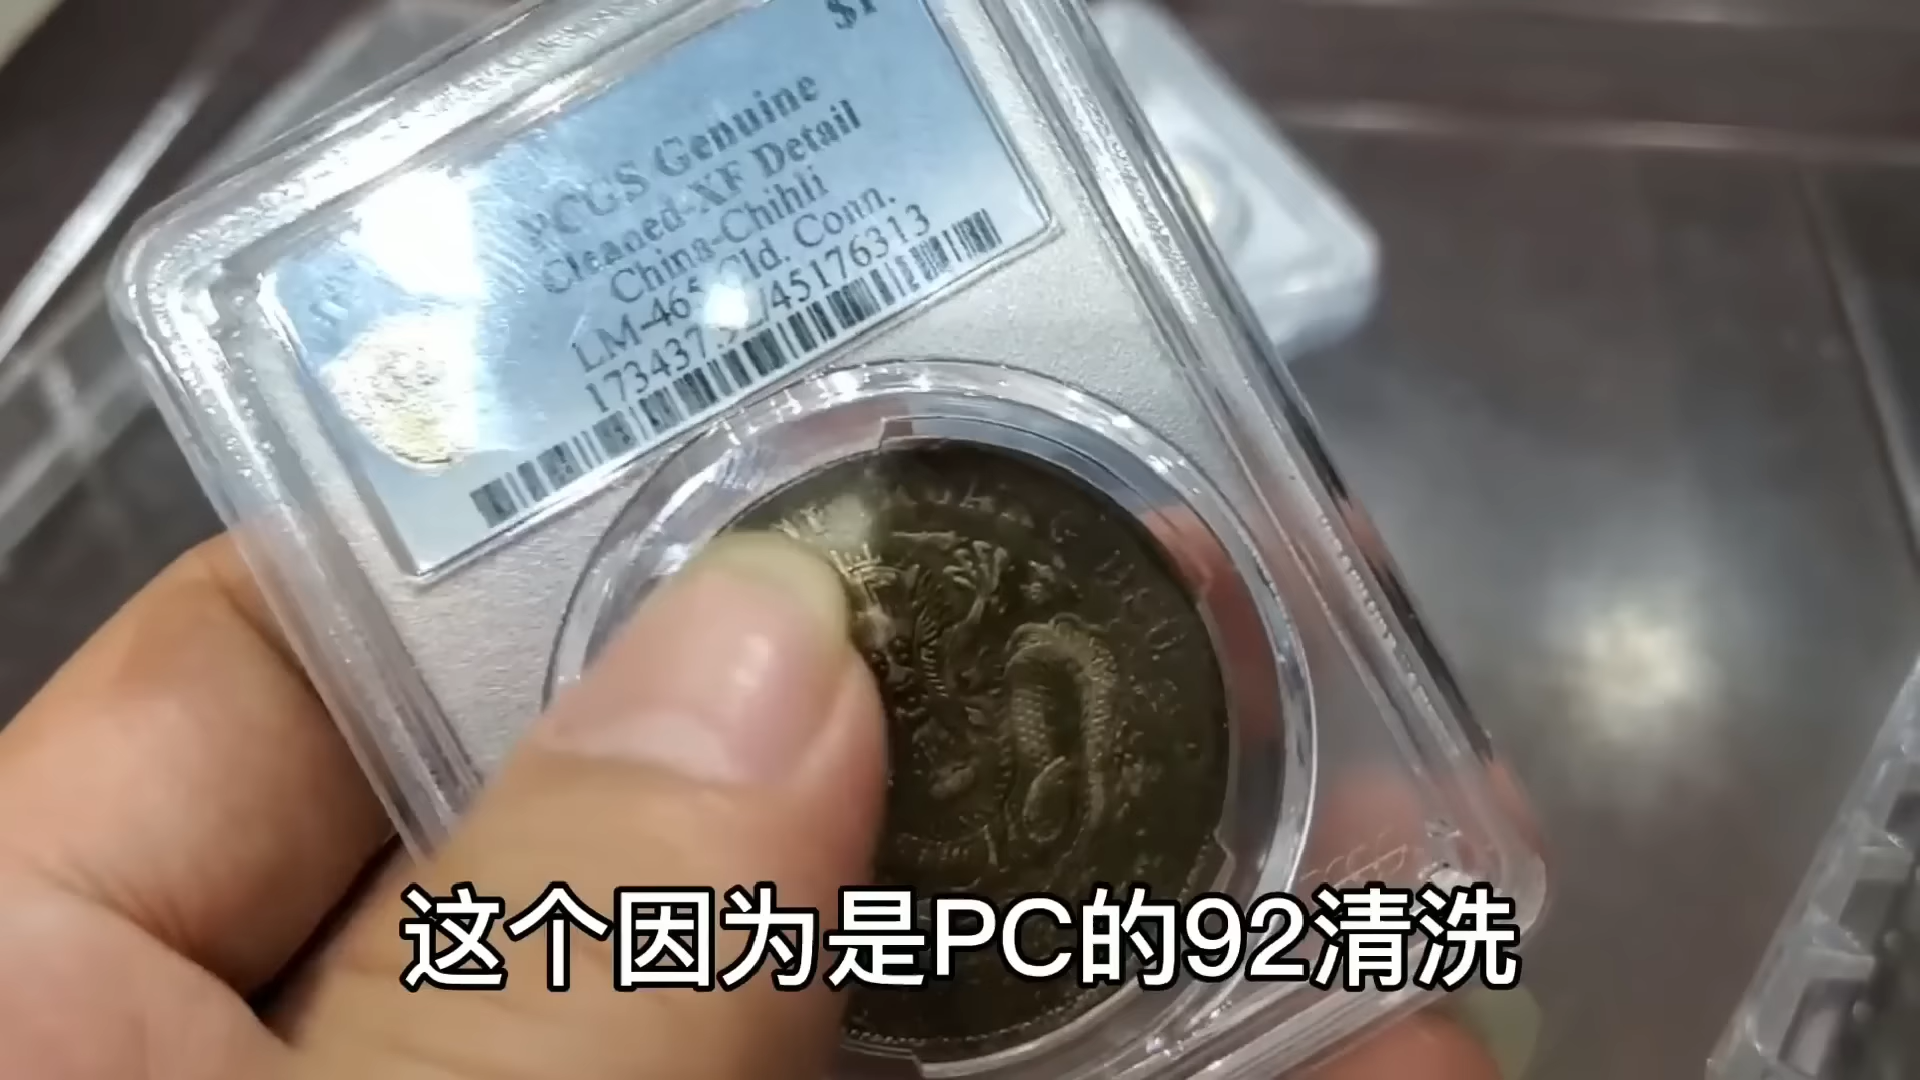 $1
PCGS Genuine
Cleaned-XF Detail
China-Chihli
LM-465 Cld. Conn.
/45176313
这个因为是PC的92清洗